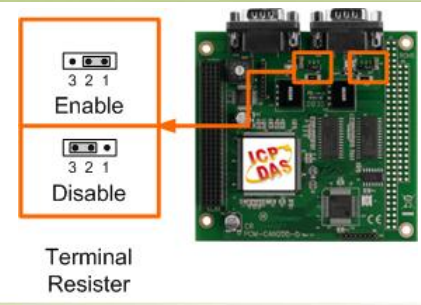 3 2 1
Enable
3 2 1
Disable
Terminal
Resister
ICP
DAS